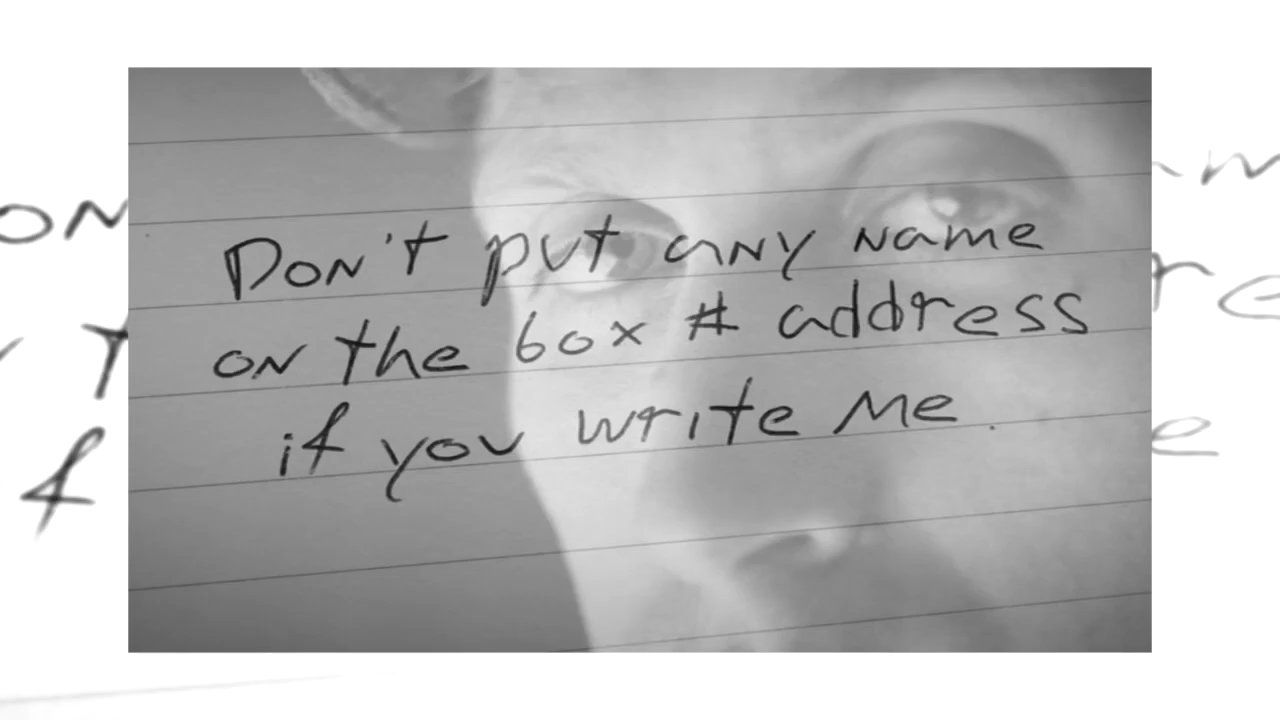 Don't put any name
on the box # address
if you write me.